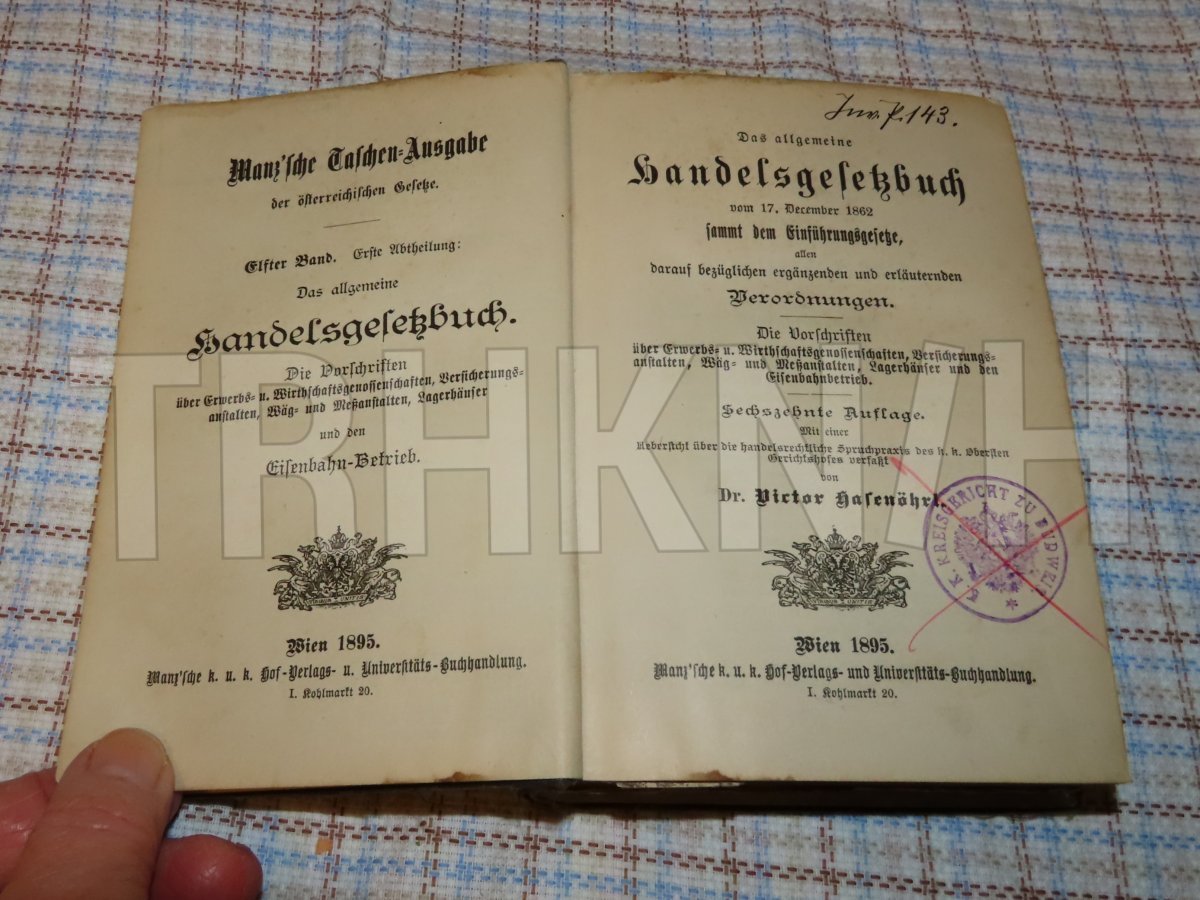 Manz'sche Taschen-Ausgabe
der österreichischen Gesetze.
Elfter Band. Erste Abtheilung:
Das allgemeine
Handelsgesetzbuch.
Die Vorschriften
über Erwerbs- u. Wirthschaftsgenossenschaften, Versicherungs-
anstalten, Wäg- und Meßanstalten, Lagerhäuser
und den
Eisenbahn-Betrieb.
Wien 1895.
Manz'sche k. u. k. Hof-Verlags- u. Universitäts-Buchhandlung.
I. Kohlmarkt 20.
Inv. P. 143.
Das allgemeine
Handelsgesetzbuch
vom 17. December 1862
sammt dem Einführungsgesetze,
allen
darauf bezüglichen ergänzenden und erläuternden
Verordnungen.
Die Vorschriften
über Erwerbs- u. Wirthschaftsgenossenschaften, Versicherungs-
anstalten, Wäg- und Meßanstalten, Lagerhäuser und den
Eisenbahnbetrieb.
Sechszehnte Auflage.
Mit einer
Uebersicht über die handelsrechtliche Spruchpraxis des k. k. Obersten
Gerichtshofes verfaßt
von
Dr. Victor Hasenöhrl.
K. K. KREISGERICHT ZU BUDWEIS
Wien 1895.
Manz'sche k. u. k. Hof-Verlags- und Universitäts-Buchhandlung.
I. Kohlmarkt 20.
TRHKNIH